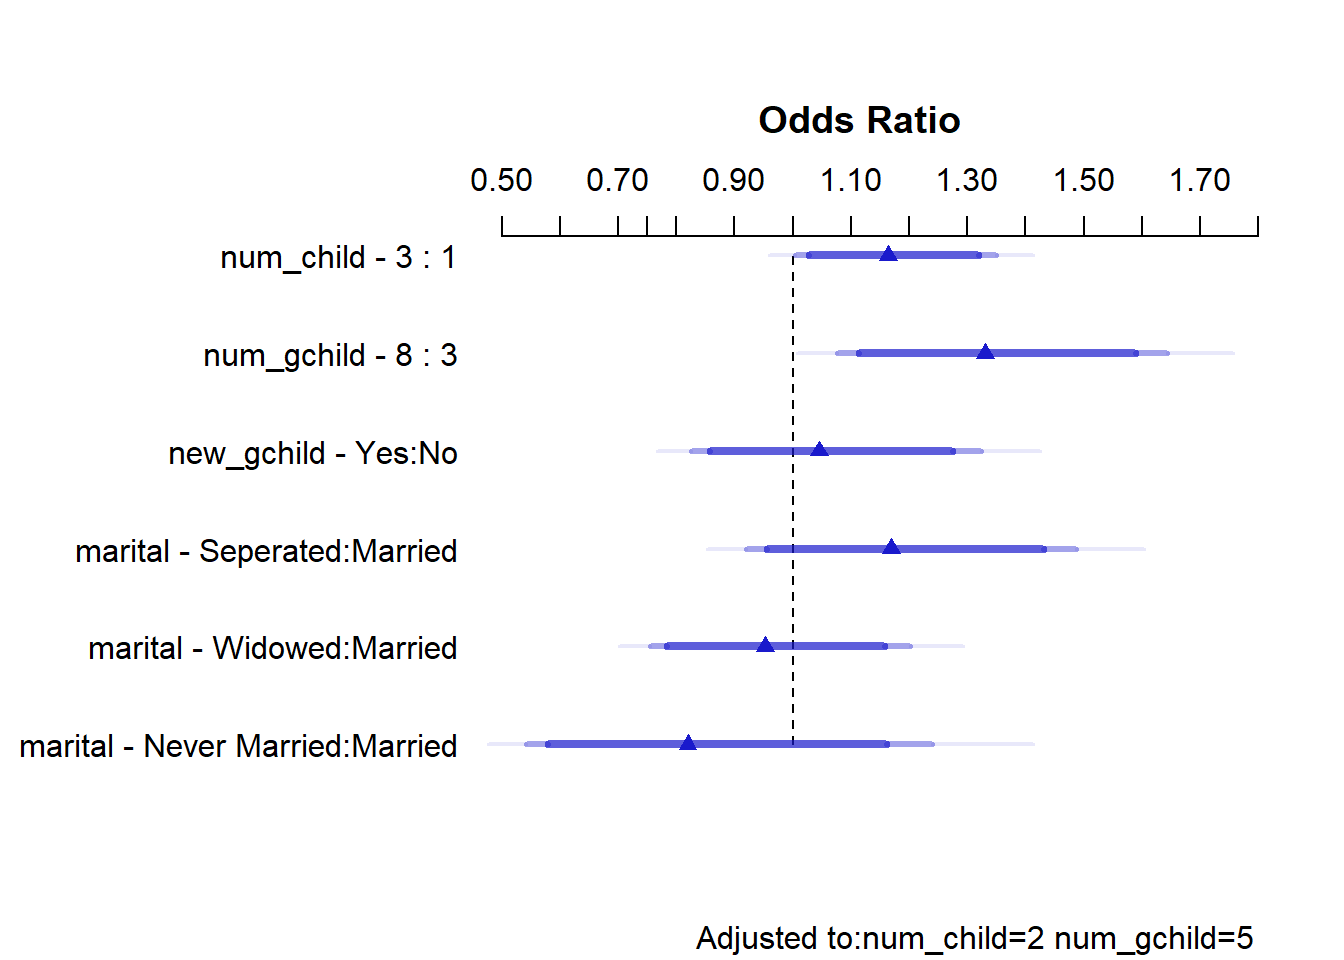 Odds Ratio
0.50 0.70 0.90 1.10 1.30 1.50 1.70
num_child - 3 : 1
num_gchild - 8 : 3
new_gchild - Yes:No
marital - Seperated:Married
marital - Widowed:Married
marital - Never Married:Married
Adjusted to:num_child=2 num_gchild=5